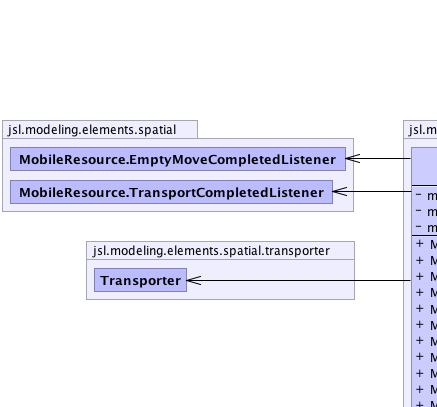 jsl.modeling.elements.spatial
MobileResource.EmptyMoveCompletedListener
MobileResource.TransportCompletedListener
jsl.modeling.elements.spatial.transporter
Transporter
jsl.m
- m
- m
- m
+ M
+ M
+ M
+ M
+ M
+ M
+ M
+ M
+ M
+ M